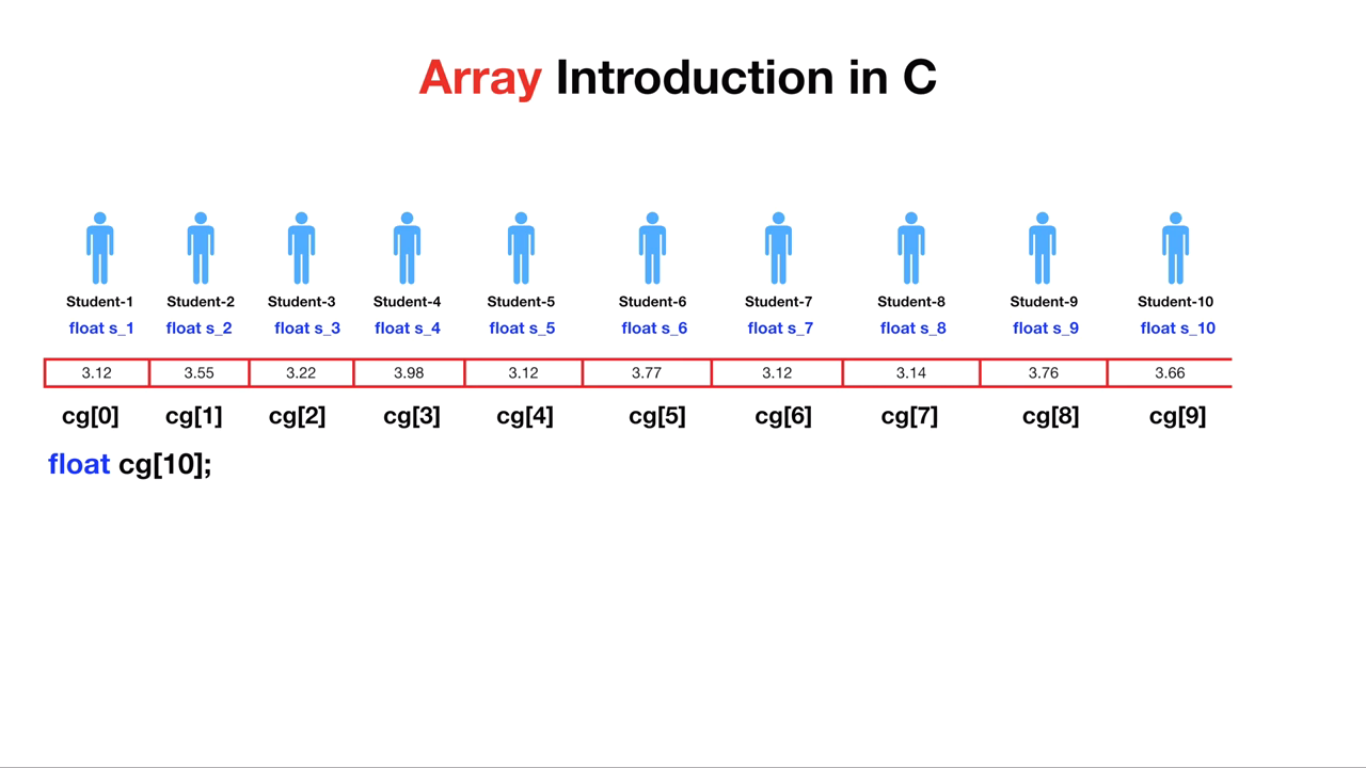 Array Introduction in C
Student-1 Student-2 Student-3 Student-4 Student-5 Student-6 Student-7 Student-8 Student-9 Student-10
float s_1 float s_2 float s_3 float s_4 float s_5 float s_6 float s_7 float s_8 float s_9 float s_10
3.12 3.55 3.22 3.98 3.12 3.77 3.12 3.14 3.76 3.66
cg[0] cg[1] cg[2] cg[3] cg[4] cg[5] cg[6] cg[7] cg[8] cg[9]
float cg[10];